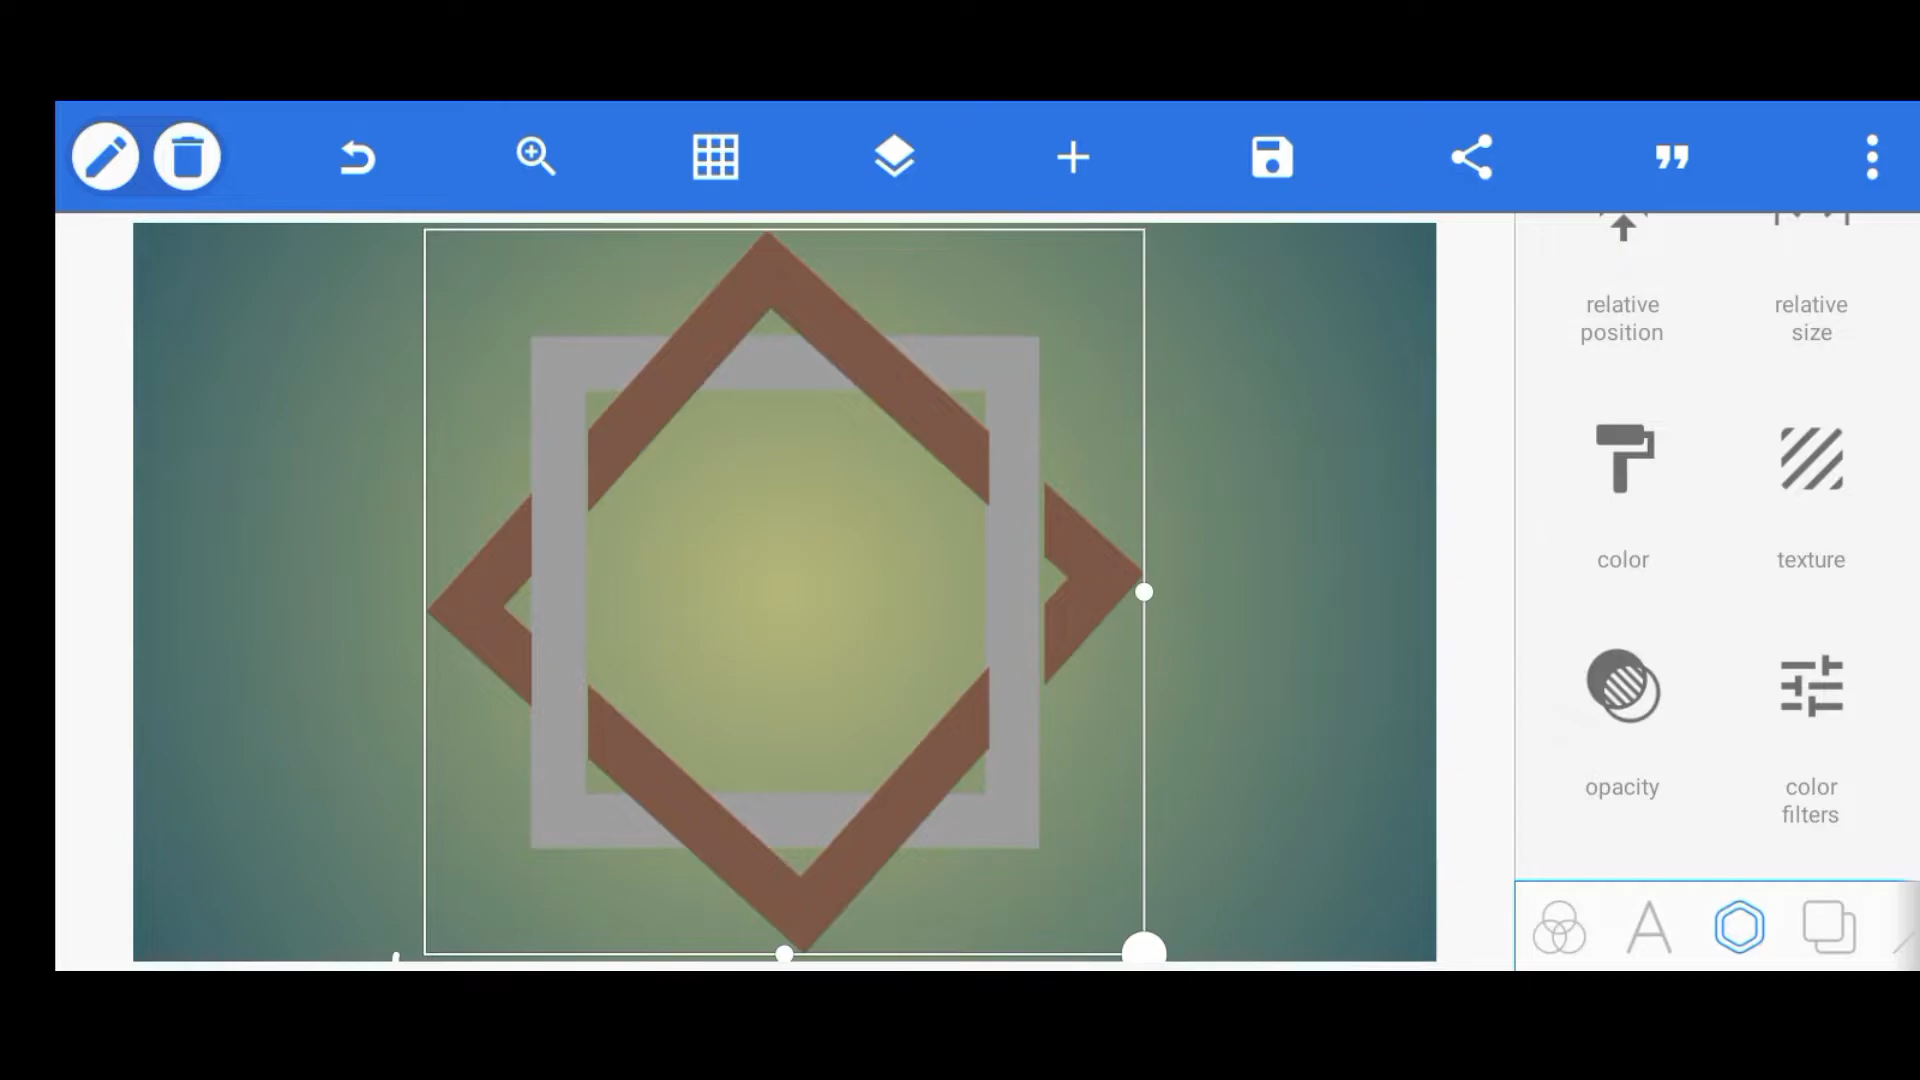 relative
position
relative
size
color
texture
opacity
color
filters